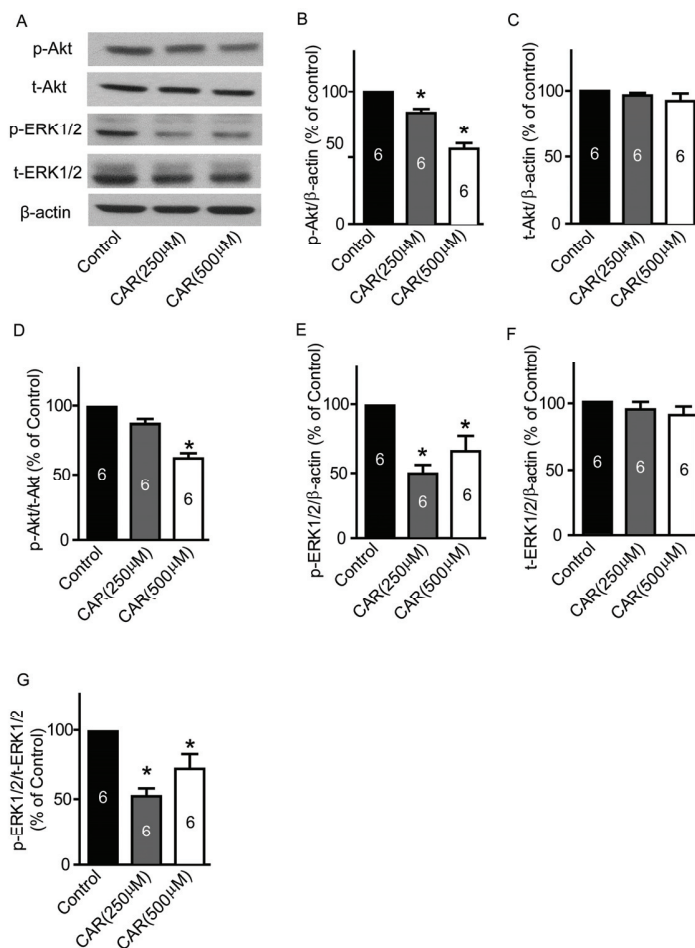 A
p-Akt
t-Akt
p-ERK1/2
t-ERK1/2
β-actin
Control
CAR(250µM)
CAR(500µM)
B
p-Akt/β-actin (% of control)
100
50
0
*
*
6
6
6
Control
CAR(250µM)
CAR(500µM)
C
t-Akt/β-actin (% of control)
100
50
0
6
6
6
Control
CAR(250µM)
CAR(500µM)
D
p-Akt/t-Akt (% of Control)
100
50
0
*
6
6
6
Control
CAR(250µM)
CAR(500µM)
E
p-ERK1/2/β-actin (% of Control)
100
50
0
*
*
6
6
6
Control
CAR(250µM)
CAR(500µM)
F
t-ERK1/2/β-actin (% of Control)
100
50
0
6
6
6
Control
CAR(250µM)
CAR(500µM)
G
p-ERK1/2/t-ERK1/2
(% of Control)
100
50
0
*
*
6
6
6
Control
CAR(250µM)
CAR(500µM)